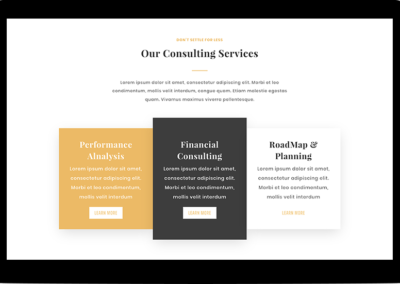 DON'T SETTLE FOR LESS
Our Consulting Services
Lorem ipsum dolor sit amet, consectetur adipiscing elit. Morbi et leo
condimentum, mollis velit interdum, congue quam. Etiam molestie egestas
est. Vivamus maximus viverra pellentesque.
Performance
Alnalysis
Lorem ipsum dolor sit amet,
consectetur adipiscing elit.
Morbi et leo condimentum,
mollis velit interdum
LEARN MORE
Financial
Consulting
Lorem ipsum dolor sit amet,
consectetur adipiscing elit.
Morbi et leo condimentum,
mollis velit interdum
LEARN MORE
RoadMap &
Planning
Lorem ipsum dolor sit amet,
consectetur adipiscing elit.
Morbi et leo condimentum,
mollis velit interdum
LEARN MORE